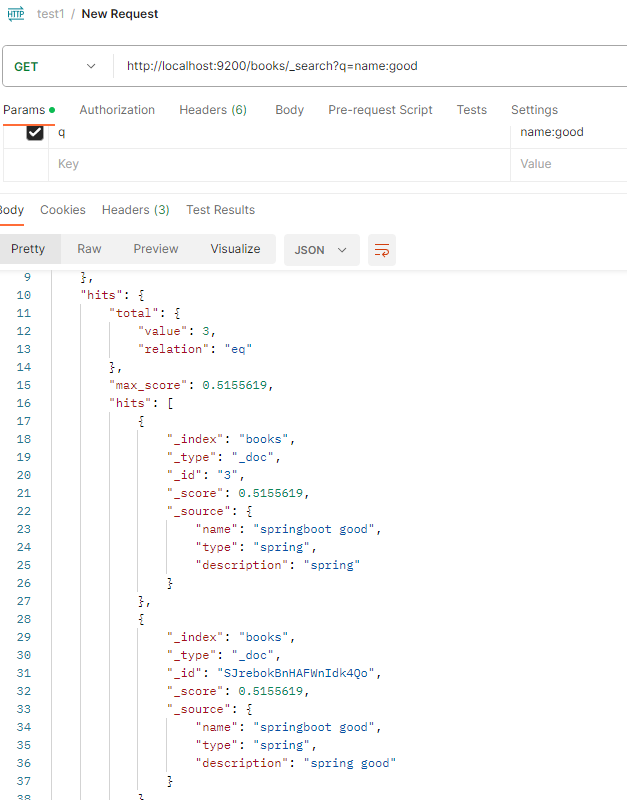 HTTP test1 / New Request
GET http://localhost:9200/books/_search?q=name:good
Params Authorization Headers (6) Body Pre-request Script Tests Settings
q name:good
Key Value
Body Cookies Headers (3) Test Results
Pretty Raw Preview Visualize JSON
9 },
10 "hits": {
11 "total": {
12 "value": 3,
13 "relation": "eq"
14 },
15 "max_score": 0.5155619,
16 "hits": [
17 {
18 "_index": "books",
19 "_type": "_doc",
20 "_id": "3",
21 "_score": 0.5155619,
22 "_source": {
23 "name": "springboot good",
24 "type": "spring",
25 "description": "spring"
26 }
27 },
28 {
29 "_index": "books",
30 "_type": "_doc",
31 "_id": "SJrebokBnHAFWnIdk4Qo",
32 "_score": 0.5155619,
33 "_source": {
34 "name": "springboot good",
35 "type": "spring",
36 "description": "spring good"
37 }
38 }